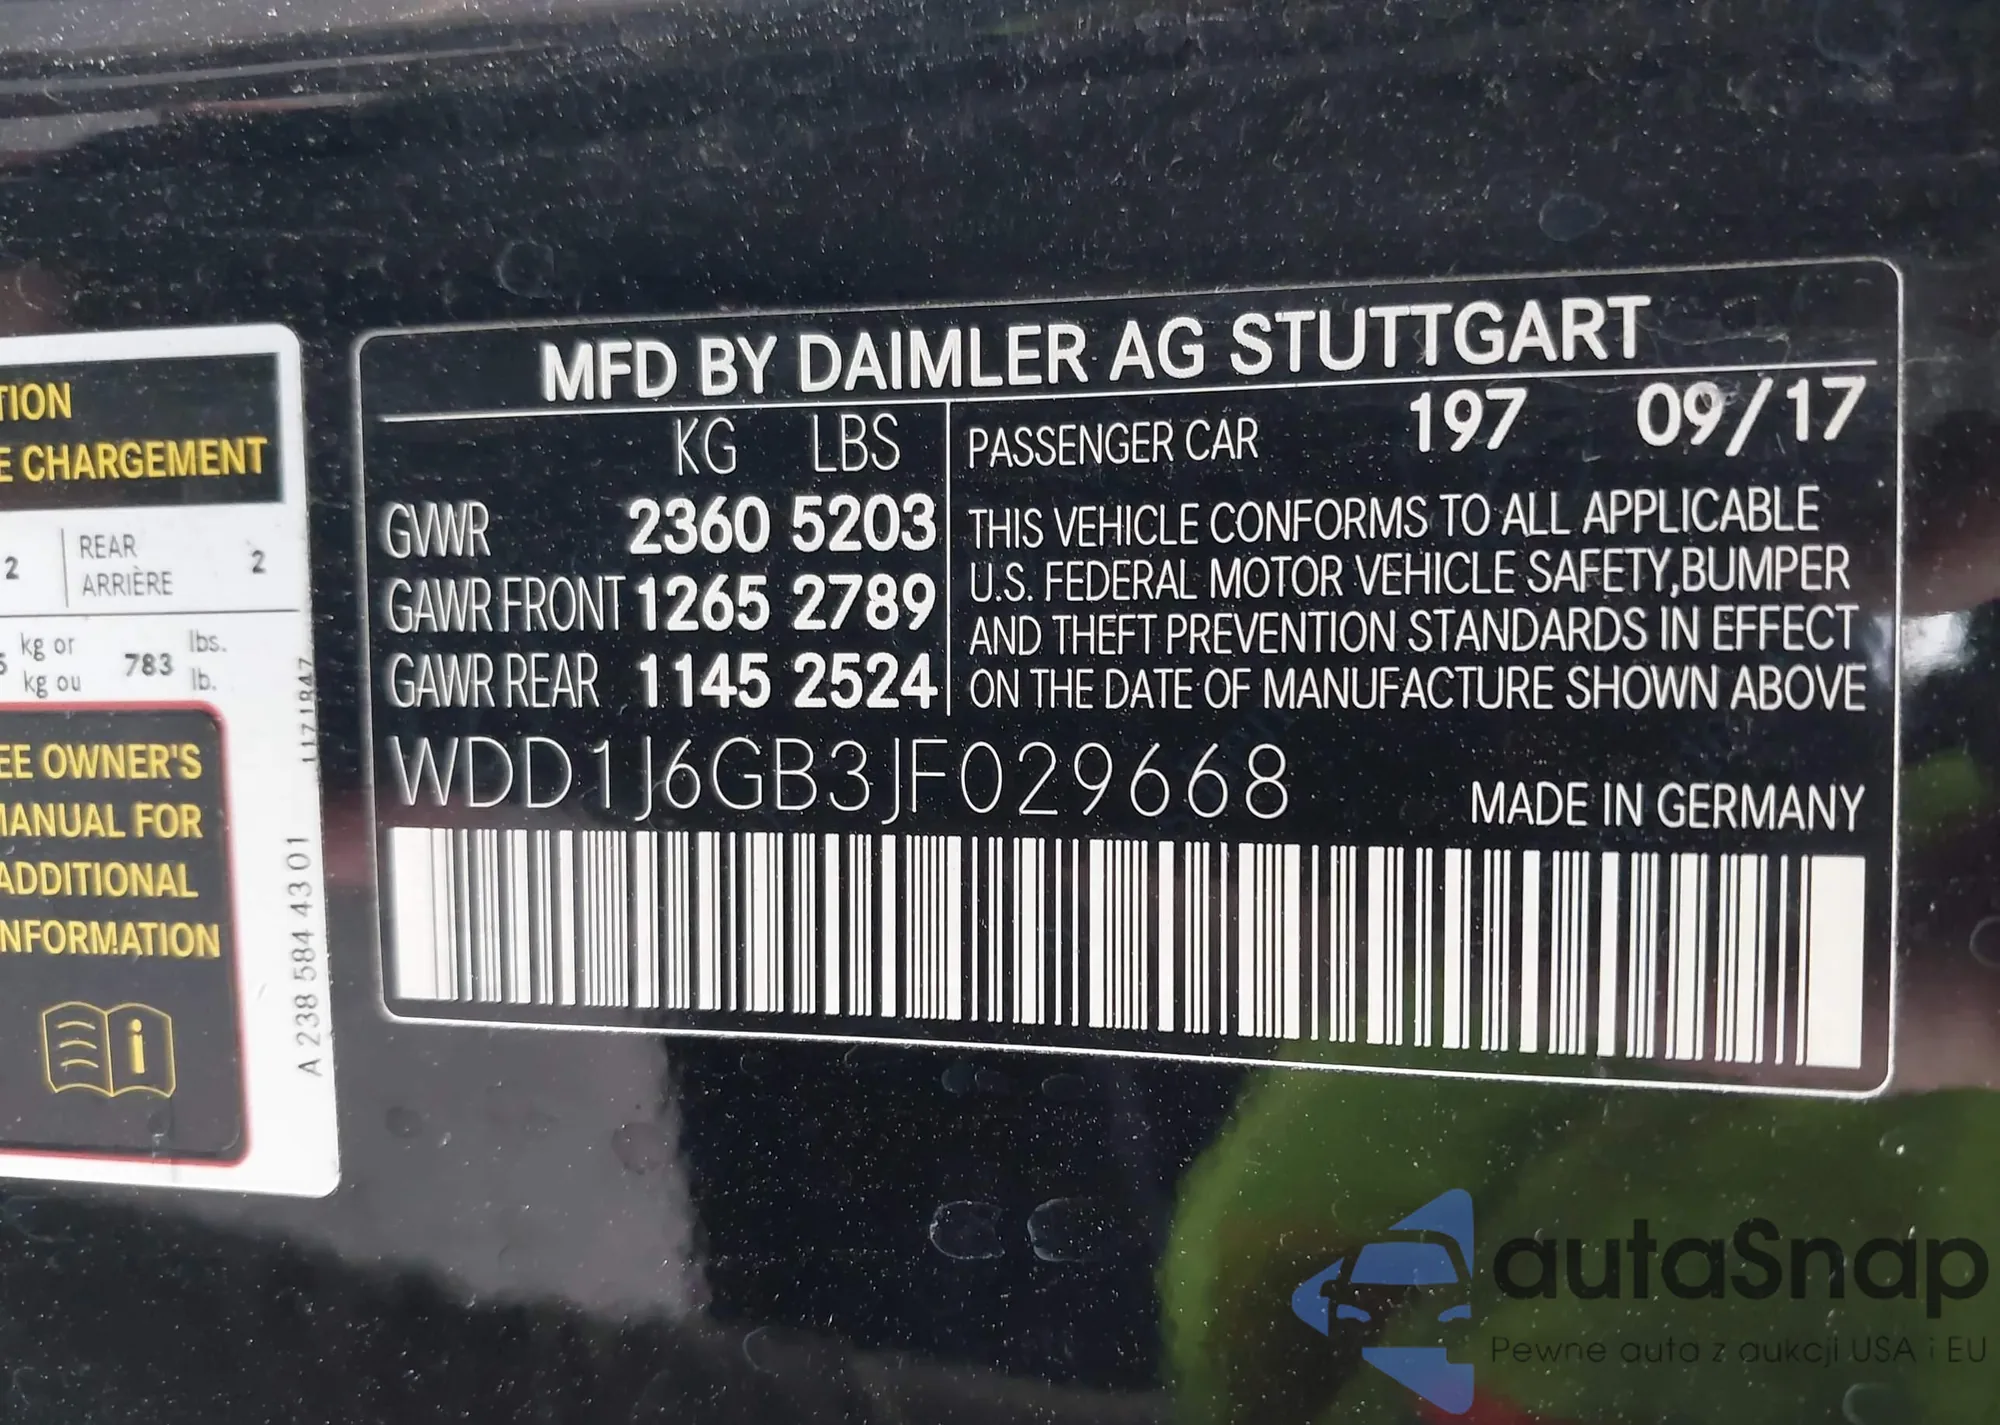 TION
E CHARGEMENT
2 REAR 2
ARRIÈRE
kg or 783 lbs.
kg ou lb.
EE OWNER'S
MANUAL FOR
ADDITIONAL
NFORMATION
i
A 238 584 43 01
MFD BY DAIMLER AG STUTTGART
KG LBS
GVWR 2360 5203
GAWR FRONT 1265 2789
GAWR REAR 1145 2524
PASSENGER CAR 197 09/17
THIS VEHICLE CONFORMS TO ALL APPLICABLE
U.S. FEDERAL MOTOR VEHICLE SAFETY,BUMPER
AND THEFT PREVENTION STANDARDS IN EFFECT
ON THE DATE OF MANUFACTURE SHOWN ABOVE
WDD1J6GB3JF029668
MADE IN GERMANY
autaSnap
Pewne auta z aukcji USA i EU